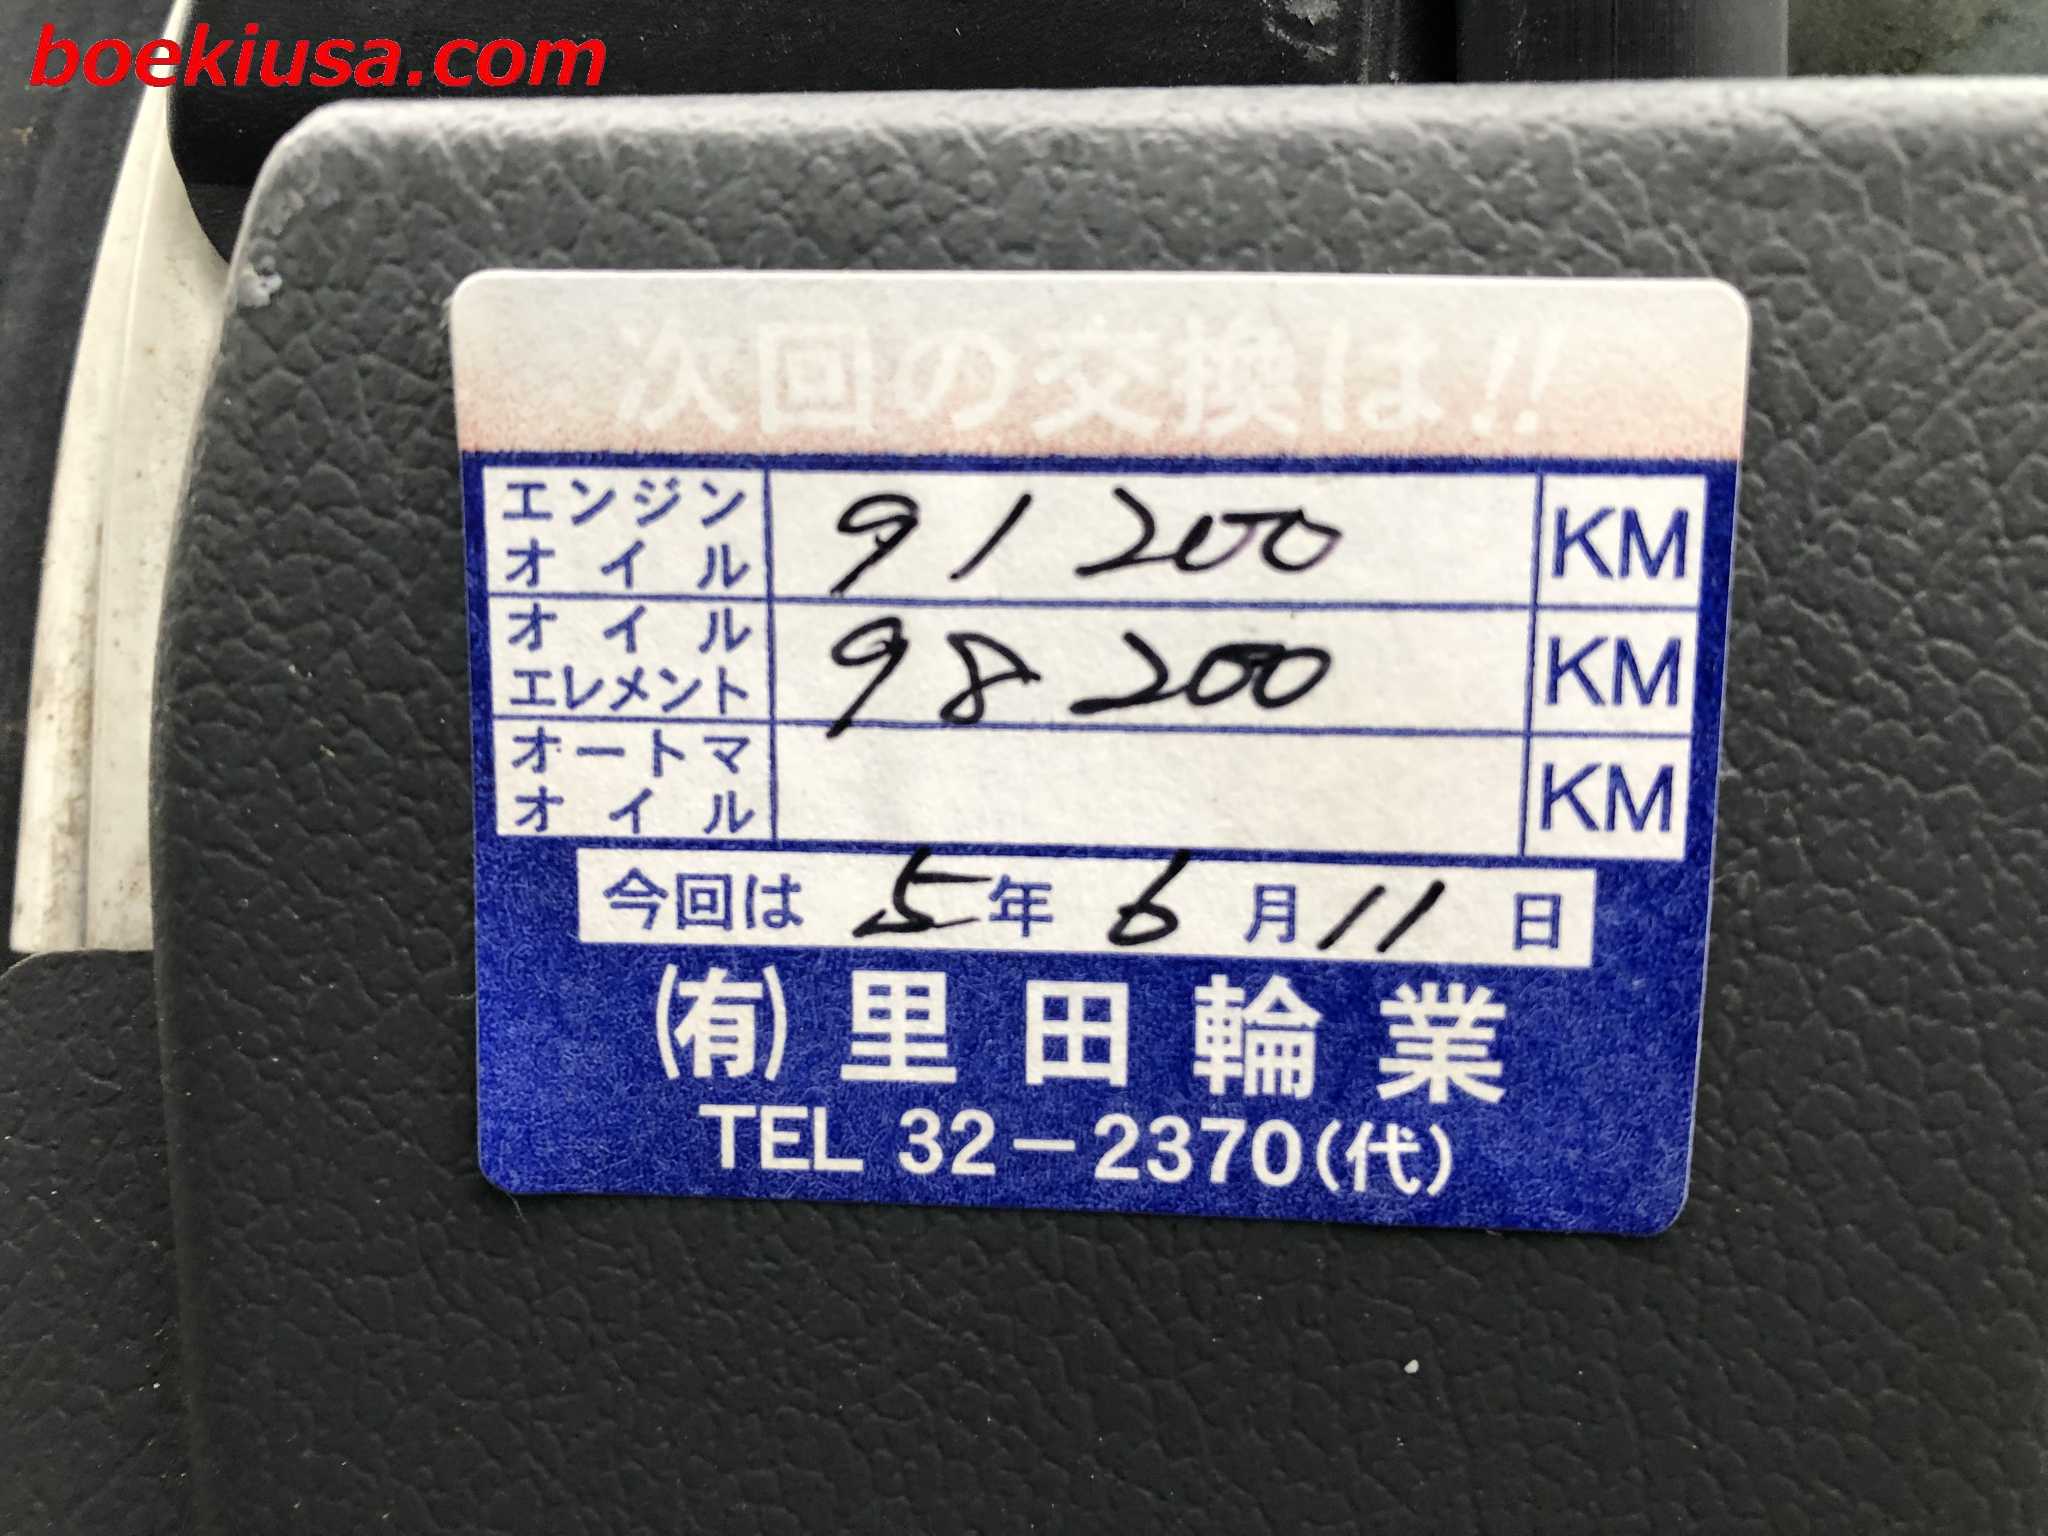 boekiusa.com
次回の交換は!!
エンジン
オイル 91200 KM
オイル
エレメント 98200 KM
オートマ
オイル KM
今回は 5年 6月 11日
(有)里田輪業
TEL 32-2370(代)